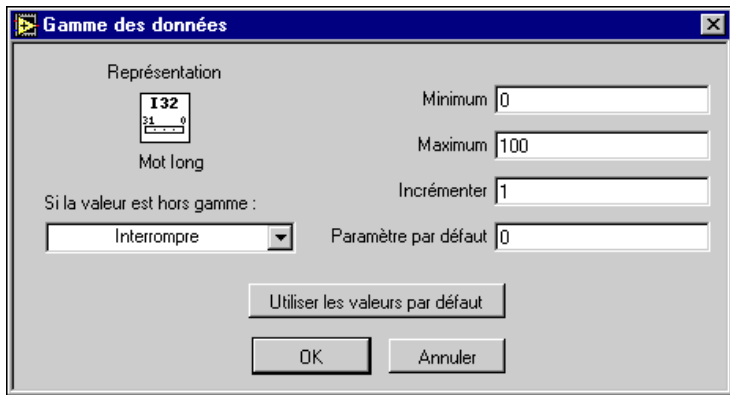 Gamme des données
Représentation
I32
31 0
Mot long
Si la valeur est hors gamme :
Interrompre
Minimum 0
Maximum 100
Incrémenter 1
Paramètre par défaut 0
Utiliser les valeurs par défaut
OK
Annuler